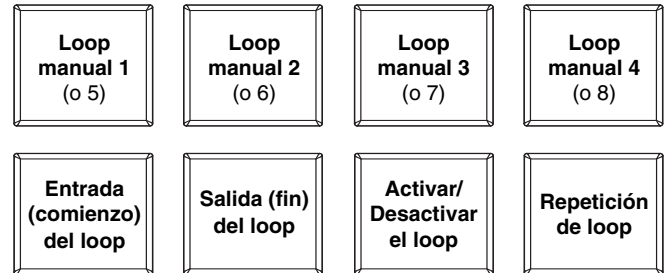 Loop
manual 1
(o 5)
Loop
manual 2
(o 6)
Loop
manual 3
(o 7)
Loop
manual 4
(o 8)
Entrada
(comienzo)
del loop
Salida (fin)
del loop
Activar/
Desactivar
el loop
Repetición
de loop